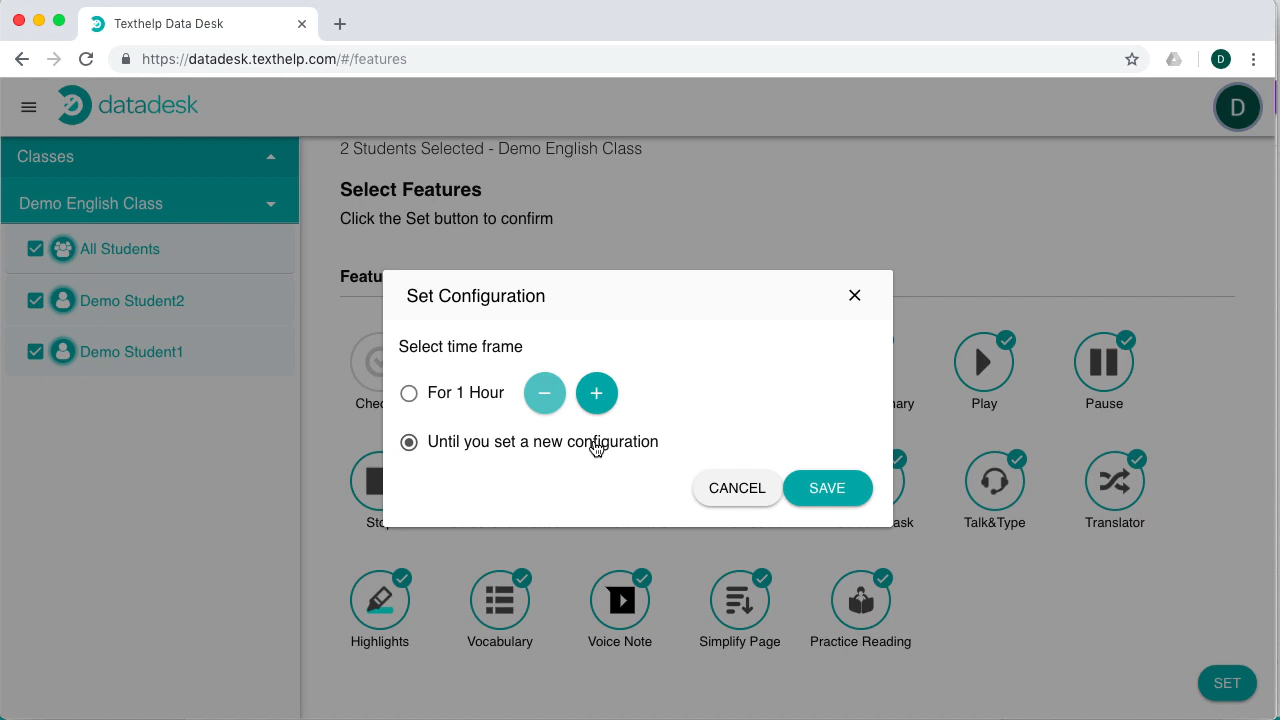 Texthelp Data Desk
https://datadesk.texthelp.com/#/features
D
datadesk
D
Classes
Demo English Class
All Students
Demo Student2
Demo Student1
2 Students Selected - Demo English Class
Select Features
Click the Set button to confirm
Featu
Set Configuration
Select time frame
For 1 Hour
Until you set a new configuration
CANCEL
SAVE
Chec
nary
Play
Pause
Sto
ask
Talk&Type
Translator
Highlights
Vocabulary
Voice Note
Simplify Page
Practice Reading
SET